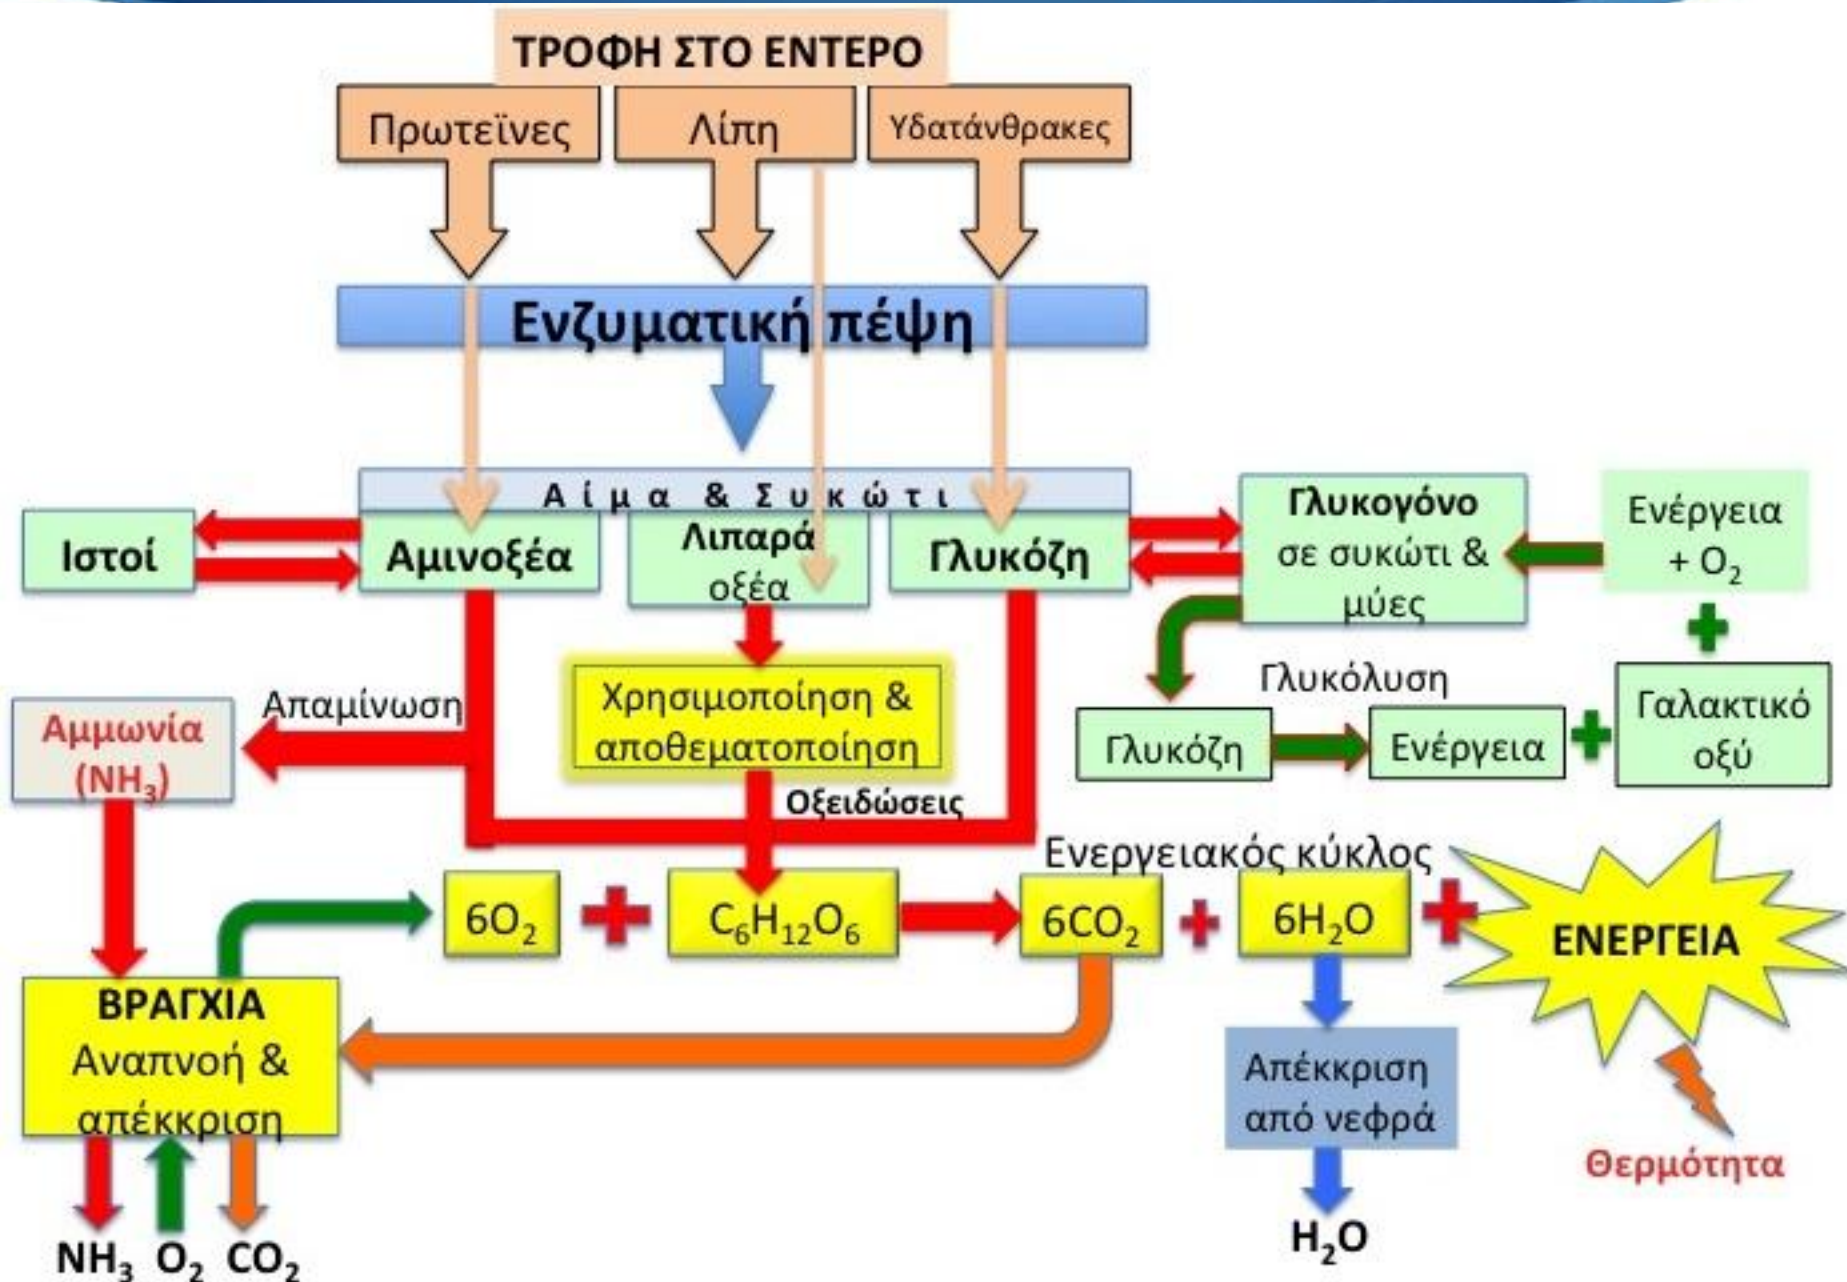 ΤΡΟΦΗ ΣΤΟ ΕΝΤΕΡΟ
Πρωτεϊνες
Λίπη
Υδατάνθρακες
Ενζυματική πέψη
Αίμα & Συκώτι
Ιστοί
Αμινοξέα
Λιπαρά
οξέα
Γλυκόζη
Γλυκογόνο
σε συκώτι &
μύες
Ενέργεια
+ O₂
+
Χρησιμοποίηση &
αποθεματοποίηση
Απαμίνωση
Αμμωνία
(NH₃)
Γλυκόλυση
Γλυκόζη
Ενέργεια
+
Γαλακτικό
οξύ
Οξειδώσεις
Ενεργειακός κύκλος
6O₂
+
C₆H₁₂O₆
6CO₂
+
6H₂O
+
ΕΝΕΡΓΕΙΑ
ΒΡΑΓΧΙΑ
Αναπνοή &
απέκκριση
Απέκκριση
από νεφρά
Θερμότητα
NH₃ O₂ CO₂
H₂O